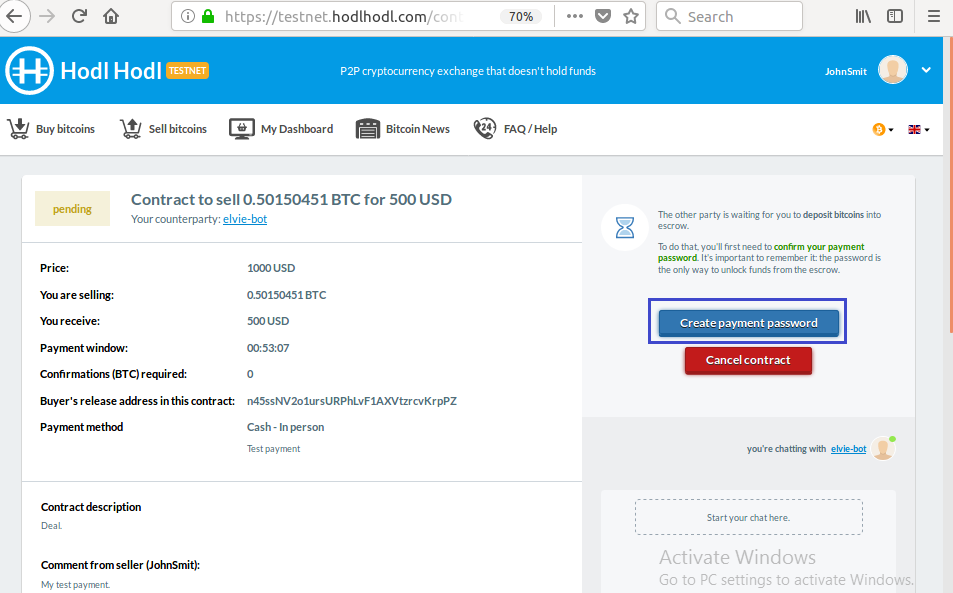 https://testnet.hodlhodl.com/cont
70%
Search
Hodl Hodl TESTNET
P2P cryptocurrency exchange that doesn't hold funds
JohnSmit
Buy bitcoins
Sell bitcoins
My Dashboard
Bitcoin News
24
FAQ / Help
pending
Contract to sell 0.50150451 BTC for 500 USD
Your counterparty: elvie-bot
Price: 1000 USD
You are selling: 0.50150451 BTC
You receive: 500 USD
Payment window: 00:53:07
Confirmations (BTC) required: 0
Buyer's release address in this contract: n45ssNV2o1ursURPhLvF1AXVtzrcvKrpPZ
Payment method Cash - In person
Test payment
Contract description
Deal.
Comment from seller (JohnSmit):
My test payment.
The other party is waiting for you to deposit bitcoins into
escrow.
To do that, you'll first need to confirm your payment
password. It's important to remember it: the password is
the only way to unlock funds from the escrow.
Create payment password
Cancel contract
you're chatting with elvie-bot
Start your chat here.
Activate Windows
Go to PC settings to activate Windows.